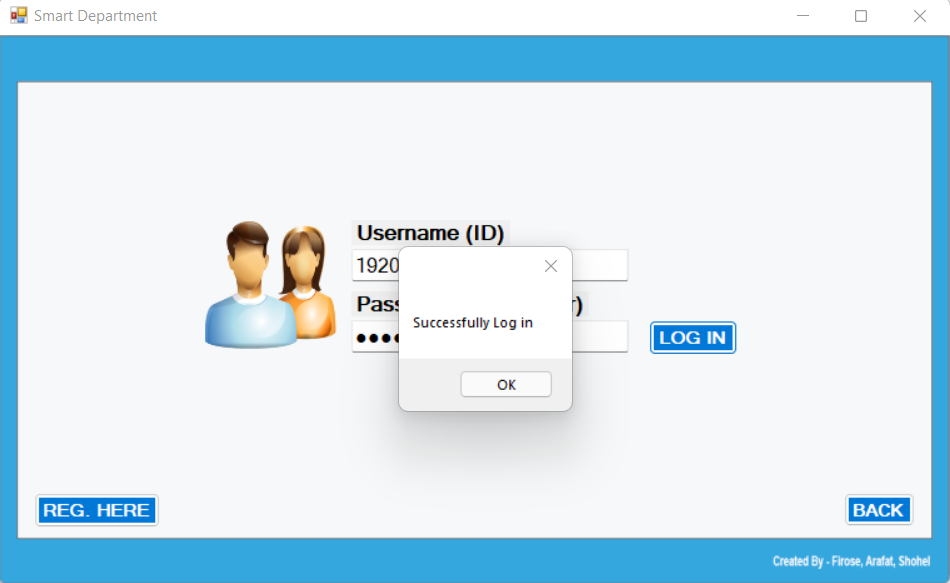 Smart Department
Username (ID)
1920
Pass
r)
Successfully Log in
LOG IN
OK
REG. HERE
BACK
Created By - Firose, Arafat, Shohel